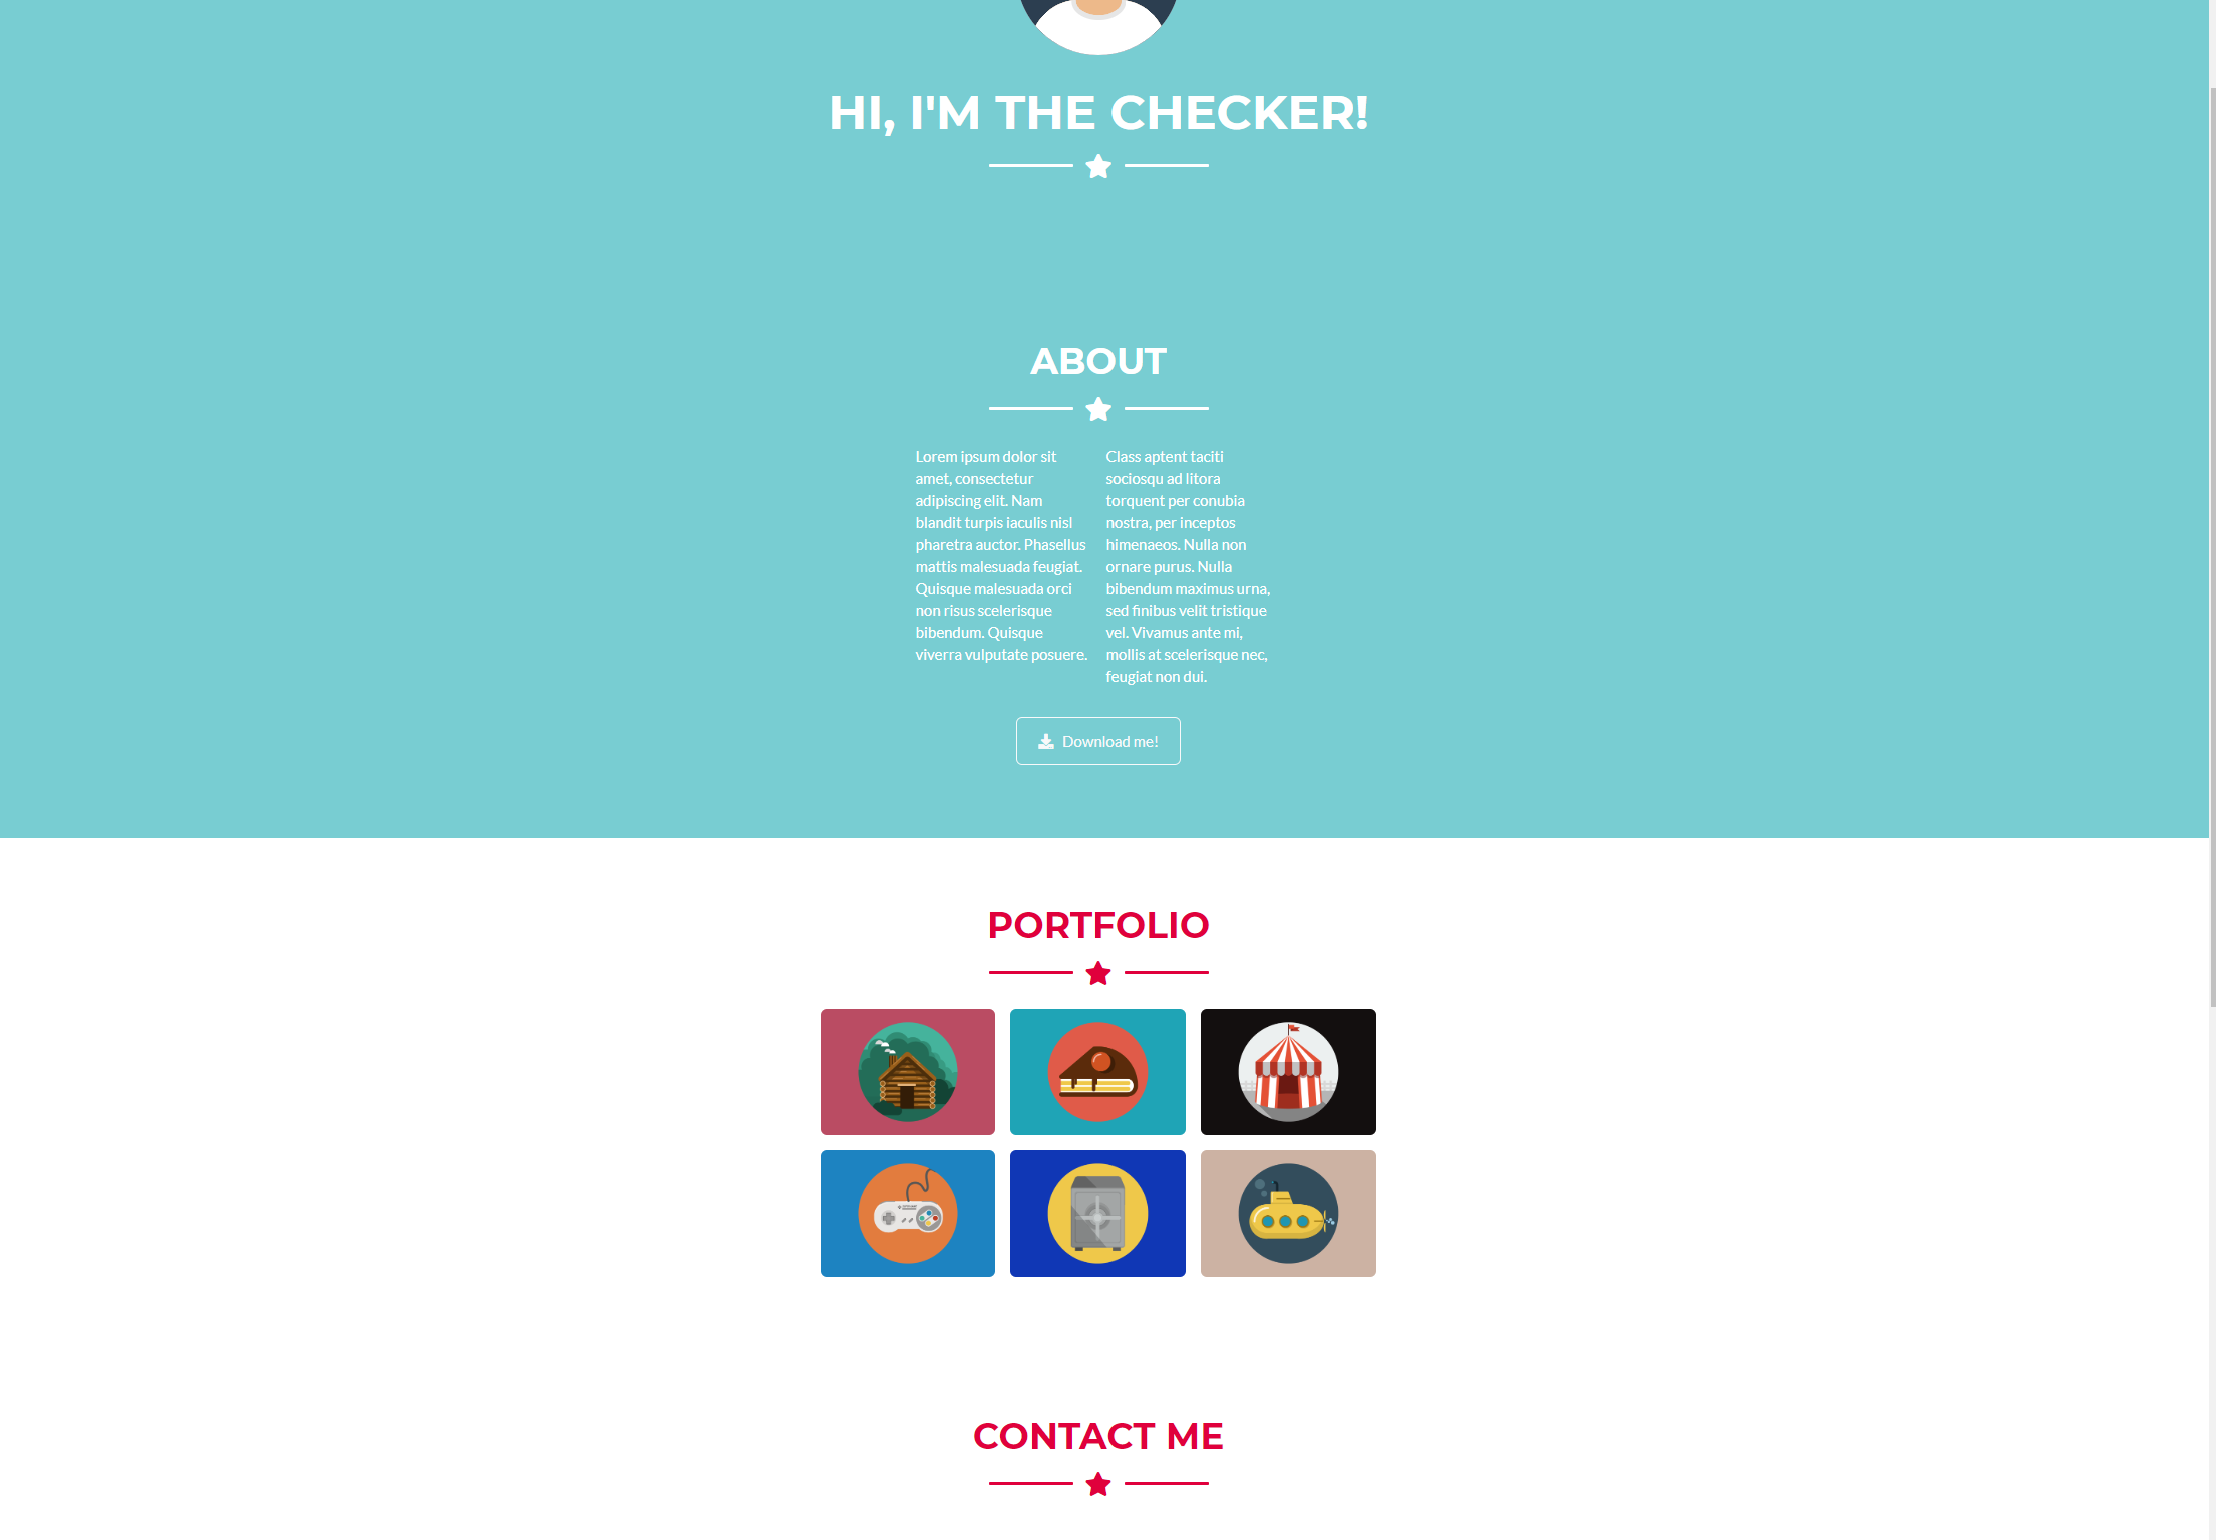 HI, I'M THE CHECKER!
ABOUT
Lorem ipsum dolor sit
amet, consectetur
adipiscing elit. Nam
blandit turpis iaculis nisl
pharetra auctor. Phasellus
mattis malesuada feugiat.
Quisque malesuada orci
non risus scelerisque
bibendum. Quisque
viverra vulputate posuere.
Class aptent taciti
sociosqu ad litora
torquent per conubia
nostra, per inceptos
himenaeos. Nulla non
ornare purus. Nulla
bibendum maximus urna,
sed finibus velit tristique
vel. Vivamus ante mi,
mollis at scelerisque nec,
feugiat non dui.
Download me!
PORTFOLIO
CONTACT ME